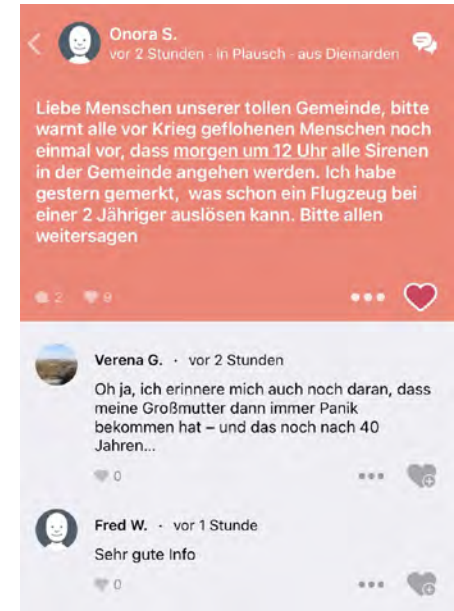 Onora S.
vor 2 Stunden · in Plausch · aus Diemarden
Liebe Menschen unserer tollen Gemeinde, bitte
warnt alle vor Krieg geflohenen Menschen noch
einmal vor, dass morgen um 12 Uhr alle Sirenen
in der Gemeinde angehen werden. Ich habe
gestern gemerkt, was schon ein Flugzeug bei
einer 2 Jähriger auslösen kann. Bitte allen
weitersagen
2 9
Verena G. · vor 2 Stunden
Oh ja, ich erinnere mich auch noch daran, dass
meine Großmutter dann immer Panik
bekommen hat – und das noch nach 40
Jahren...
0
Fred W. · vor 1 Stunde
Sehr gute Info
0